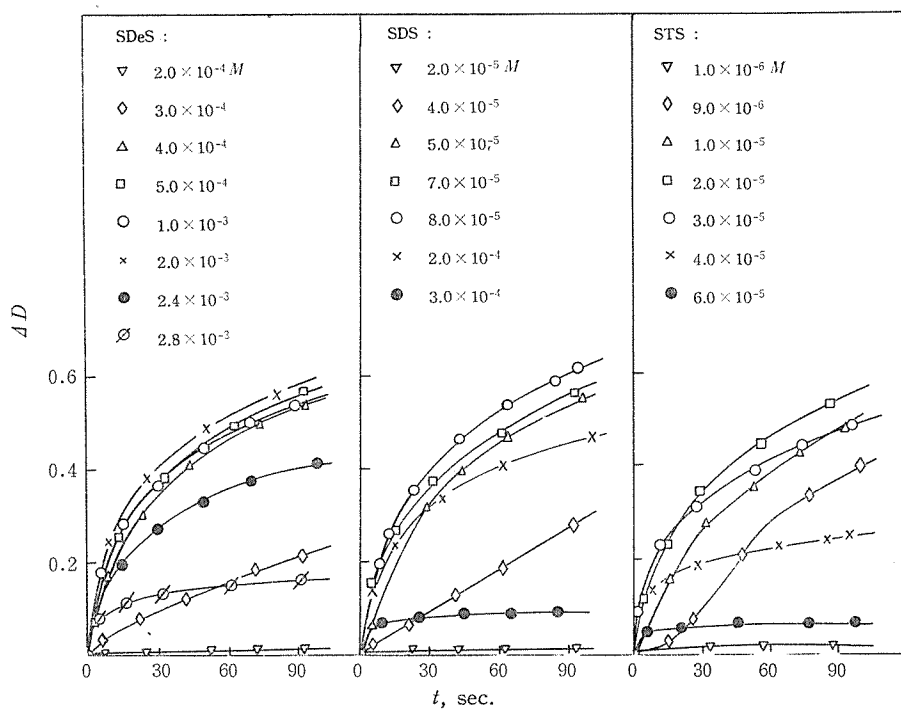 SDeS :
2.0 × 10⁻⁴ M
3.0 × 10⁻⁴
4.0 × 10⁻⁴
5.0 × 10⁻⁴
1.0 × 10⁻³
2.0 × 10⁻³
2.4 × 10⁻³
2.8 × 10⁻³
SDS :
2.0 × 10⁻⁵ M
4.0 × 10⁻⁵
5.0 × 10⁻⁵
7.0 × 10⁻⁵
8.0 × 10⁻⁵
2.0 × 10⁻⁴
3.0 × 10⁻⁴
STS :
1.0 × 10⁻⁶ M
9.0 × 10⁻⁶
1.0 × 10⁻⁵
2.0 × 10⁻⁵
3.0 × 10⁻⁵
4.0 × 10⁻⁵
6.0 × 10⁻⁵
ΔD
0.6
0.4
0.2
0 30 60 90
0 30 60 90
0 30 60 90
t, sec.